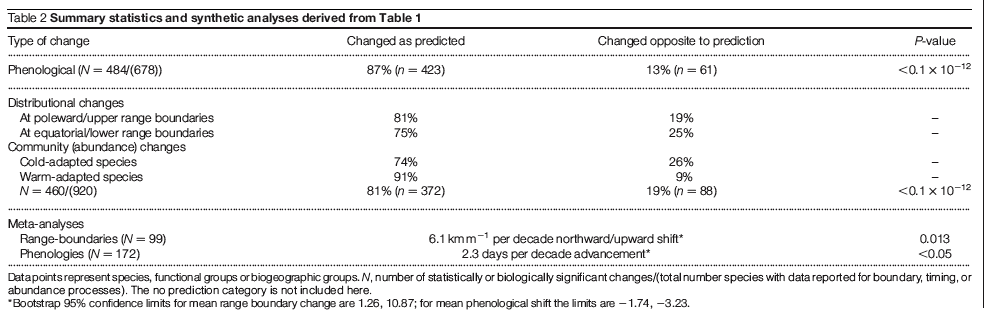 Table 2 Summary statistics and synthetic analyses derived from Table 1
Type of change Changed as predicted Changed opposite to prediction P-value
Phenological (N = 484/(678)) 87% (n = 423) 13% (n = 61) <0.1 × 10⁻¹²
Distributional changes
At poleward/upper range boundaries 81% 19% –
At equatorial/lower range boundaries 75% 25% –
Community (abundance) changes
Cold-adapted species 74% 26% –
Warm-adapted species 91% 9% –
N = 460/(920) 81% (n = 372) 19% (n = 88) <0.1 × 10⁻¹²
Meta-analyses
Range-boundaries (N = 99) 6.1 km m⁻¹ per decade northward/upward shift* 0.013
Phenologies (N = 172) 2.3 days per decade advancement* <0.05
Data points represent species, functional groups or biogeographic groups. N, number of statistically or biologically significant changes/(total number species with data reported for boundary, timing, or
abundance processes). The no prediction category is not included here.
*Bootstrap 95% confidence limits for mean range boundary change are 1.26, 10.87; for mean phenological shift the limits are −1.74, −3.23.